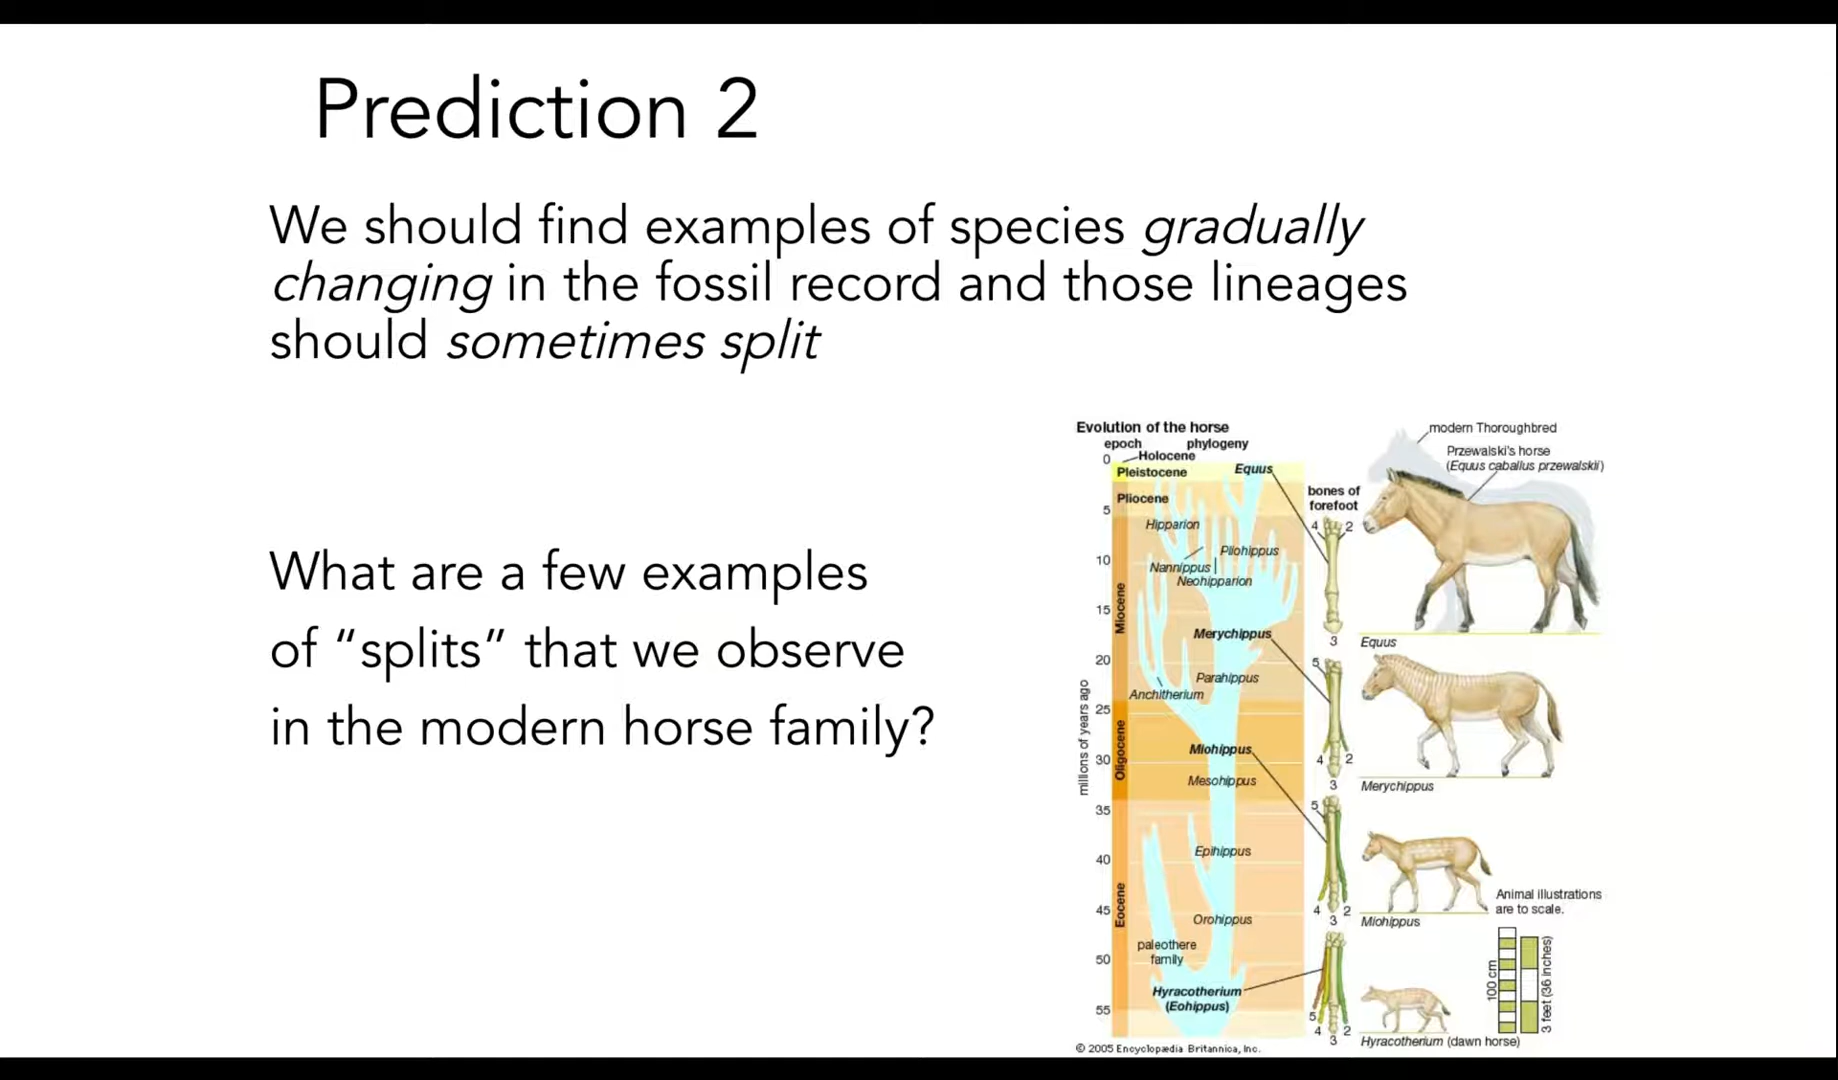 Prediction 2
We should find examples of species gradually
changing in the fossil record and those lineages
should sometimes split
What are a few examples
of “splits” that we observe
in the modern horse family?
Evolution of the horse
epoch phylogeny
0
Holocene
Pleistocene
Equus
Pliocene
5
Hipparion
10
Pliohippus
Nannippus
Neohipparion
15
Miocene
Merychippus
20
Parahippus
Anchitherium
25
Oligocene
Miohippus
30
Mesohippus
35
40
Epihippus
45
Eocene
Orohippus
paleothere
family
50
Hyracotherium
(Eohippus)
55
millions of years ago
© 2005 Encyclopædia Britannica, Inc.
bones of
forefoot
4 2
3
5
4 2
3
5
4 2
3
5
4 2
3
modern Thoroughbred
Przewalski's horse
(Equus caballus przewalskii)
Equus
Merychippus
Miohippus
Animal illustrations
are to scale.
100 cm
3 feet (36 inches)
Hyracotherium (dawn horse)